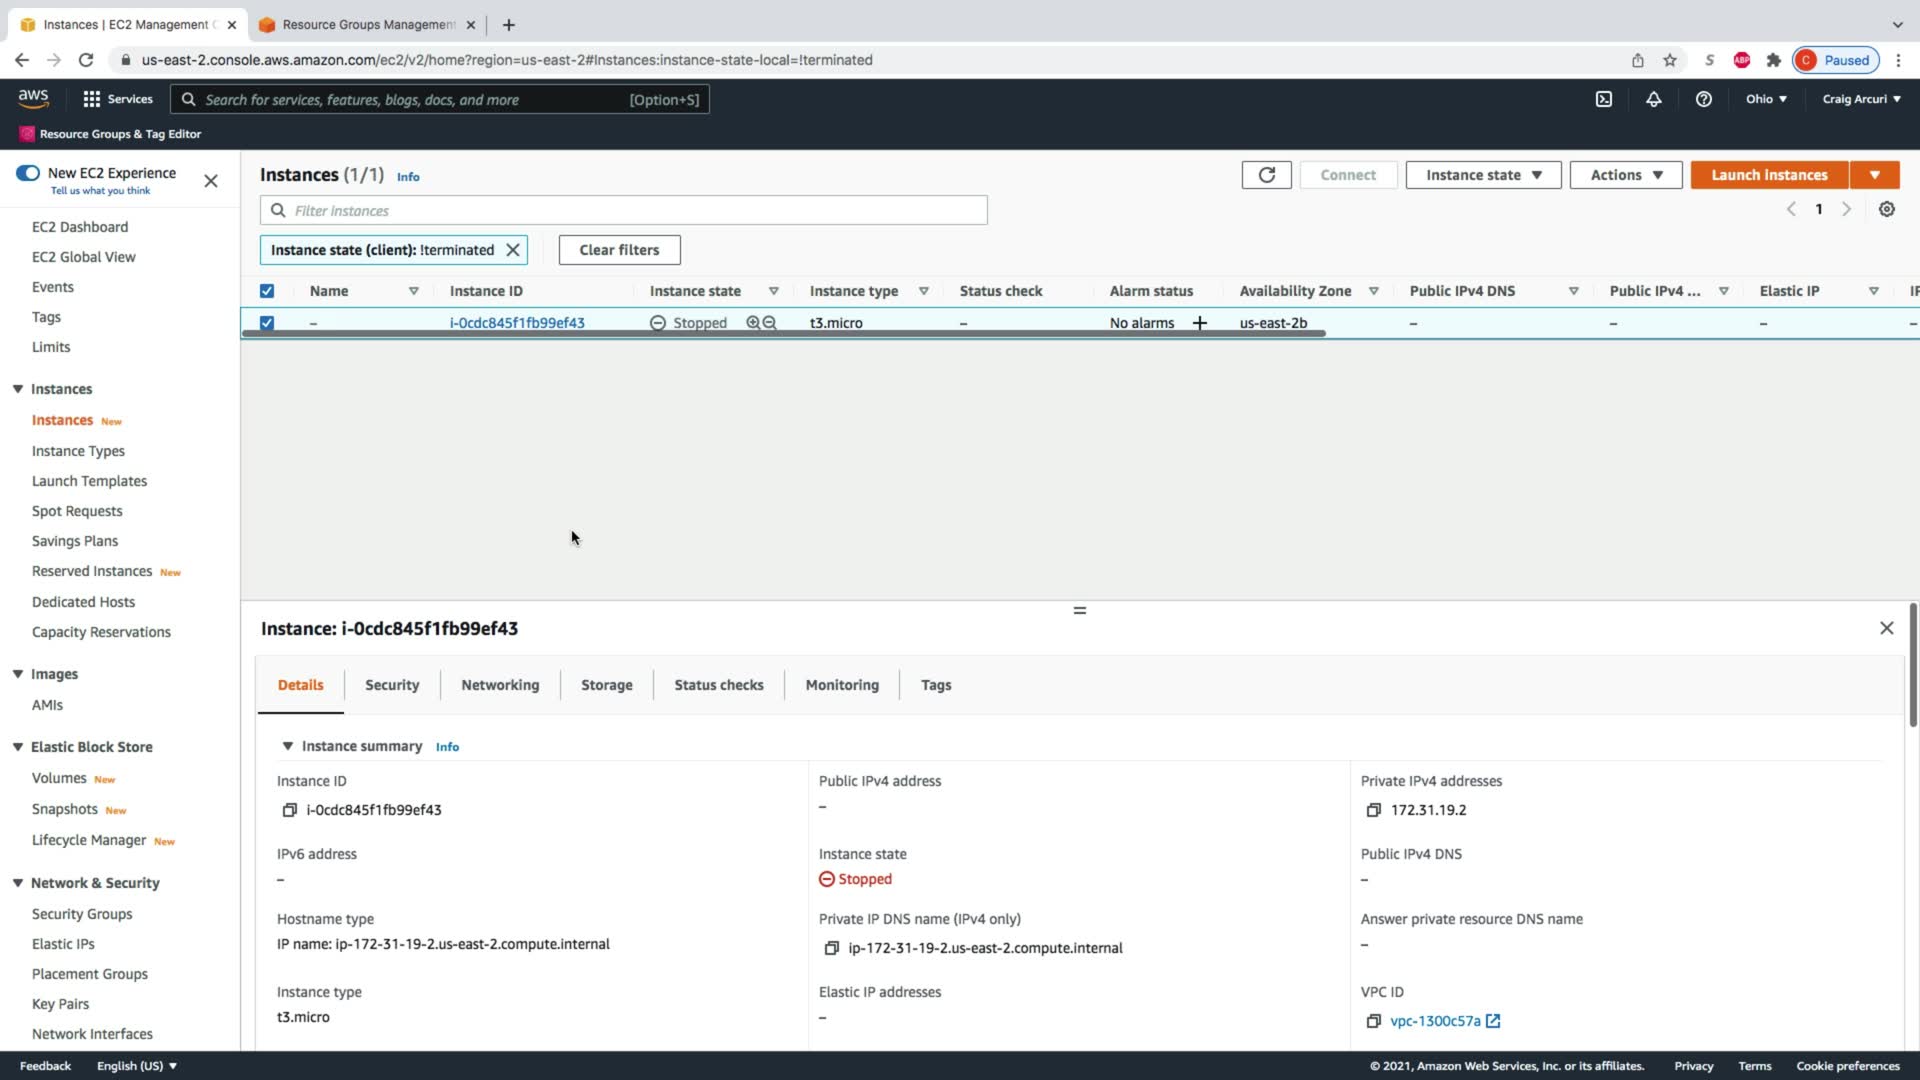 Instances | EC2 Management C
Resource Groups Management
us-east-2.console.aws.amazon.com/ec2/v2/home?region=us-east-2#Instances:instance-state-local=!terminated
S
ABP
C Paused
aws
Services
Search for services, features, blogs, docs, and more [Option+S]
Ohio
Craig Arcuri
Resource Groups & Tag Editor
New EC2 Experience
Tell us what you think
EC2 Dashboard
EC2 Global View
Events
Tags
Limits
Instances
Instances New
Instance Types
Launch Templates
Spot Requests
Savings Plans
Reserved Instances New
Dedicated Hosts
Capacity Reservations
Images
AMIs
Elastic Block Store
Volumes New
Snapshots New
Lifecycle Manager New
Network & Security
Security Groups
Elastic IPs
Placement Groups
Key Pairs
Network Interfaces
Instances (1/1) Info
Connect
Instance state
Actions
Launch instances
Filter instances
1
Instance state (client): !terminated
Clear filters
Name Instance ID Instance state Instance type Status check Alarm status Availability Zone Public IPv4 DNS Public IPv4 ... Elastic IP IP
– i-0cdc845f1fb99ef43 Stopped t3.micro – No alarms + us-east-2b – – – –
Instance: i-0cdc845f1fb99ef43
Details Security Networking Storage Status checks Monitoring Tags
Instance summary Info
Instance ID
i-0cdc845f1fb99ef43
Public IPv4 address
–
Private IPv4 addresses
172.31.19.2
IPv6 address
–
Instance state
Stopped
Public IPv4 DNS
–
Hostname type
IP name: ip-172-31-19-2.us-east-2.compute.internal
Private IP DNS name (IPv4 only)
ip-172-31-19-2.us-east-2.compute.internal
Answer private resource DNS name
–
Instance type
t3.micro
Elastic IP addresses
–
VPC ID
vpc-1300c57a
Feedback
English (US)
© 2021, Amazon Web Services, Inc. or its affiliates.
Privacy
Terms
Cookie preferences